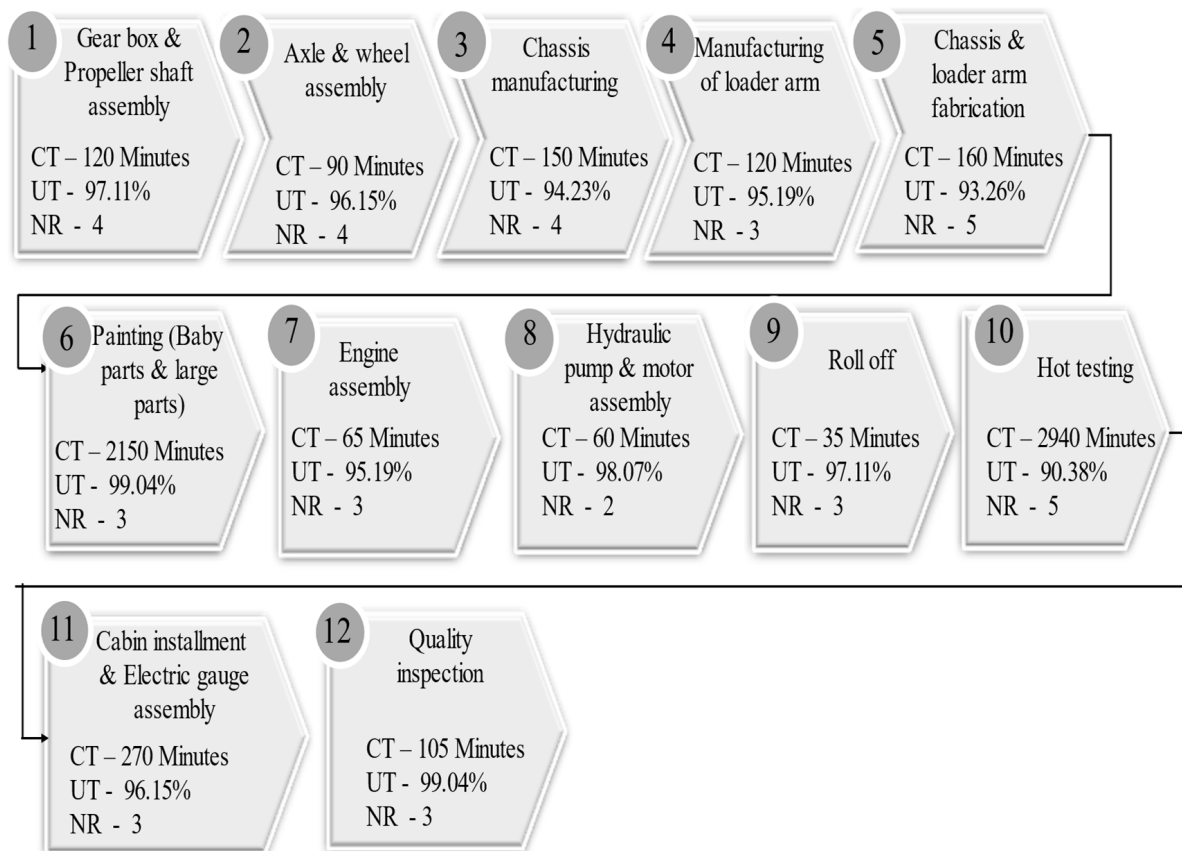 1
Gear box &
Propeller shaft
assembly
CT – 120 Minutes
UT - 97.11%
NR - 4
2
Axle & wheel
assembly
CT – 90 Minutes
UT - 96.15%
NR - 4
3
Chassis
manufacturing
CT – 150 Minutes
UT - 94.23%
NR - 4
4
Manufacturing
of loader arm
CT – 120 Minutes
UT - 95.19%
NR - 3
5
Chassis &
loader arm
fabrication
CT – 160 Minutes
UT - 93.26%
NR - 5
6
Painting (Baby
parts & large
parts)
CT – 2150 Minutes
UT - 99.04%
NR - 3
7
Engine
assembly
CT – 65 Minutes
UT - 95.19%
NR - 3
8
Hydraulic
pump & motor
assembly
CT – 60 Minutes
UT - 98.07%
NR - 2
9
Roll off
CT – 35 Minutes
UT - 97.11%
NR - 3
10
Hot testing
CT – 2940 Minutes
UT - 90.38%
NR - 5
11
Cabin installment
& Electric gauge
assembly
CT – 270 Minutes
UT - 96.15%
NR - 3
12
Quality
inspection
CT – 105 Minutes
UT - 99.04%
NR - 3